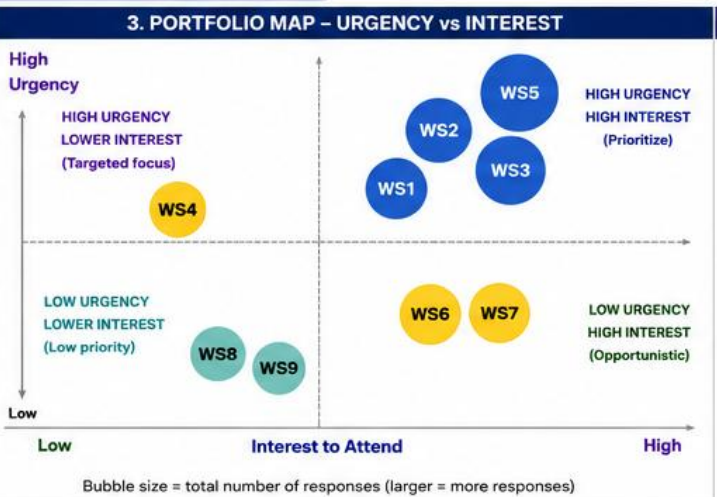 3. PORTFOLIO MAP – URGENCY vs INTEREST
High
Urgency
HIGH URGENCY
LOWER INTEREST
(Targeted focus)
HIGH URGENCY
HIGH INTEREST
(Prioritize)
WS5
WS2
WS3
WS1
WS4
LOW URGENCY
LOWER INTEREST
(Low priority)
LOW URGENCY
HIGH INTEREST
(Opportunistic)
WS6
WS7
WS8
WS9
Low
Low
Interest to Attend
High
Bubble size = total number of responses (larger = more responses)